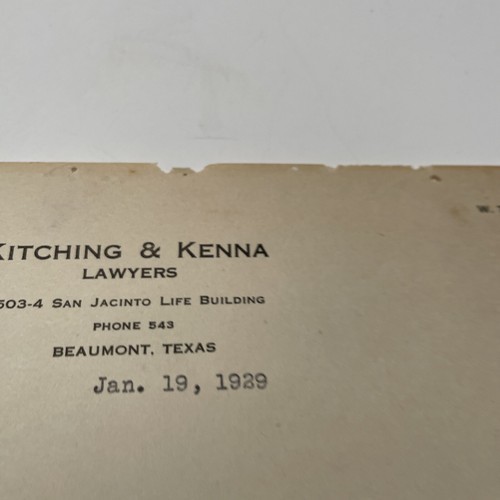 KITCHING & KENNA
LAWYERS
503-4 SAN JACINTO LIFE BUILDING
PHONE 543
BEAUMONT, TEXAS
Jan. 19, 1929